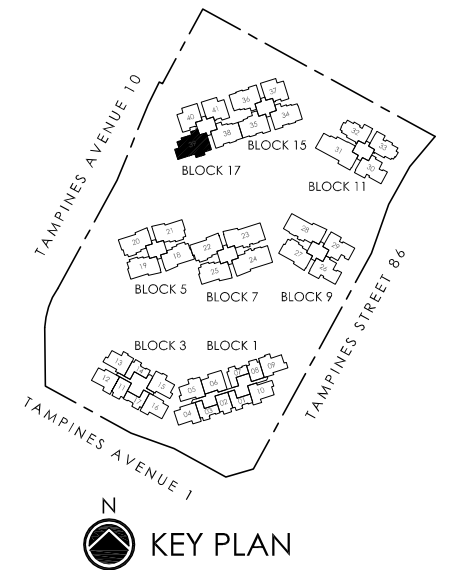 TAMPINES AVENUE 10
40 41 36 37
39 38 35 34
BLOCK 17
BLOCK 15
32 33
31 30
BLOCK 11
20 21 22 23
19 18 25 24
BLOCK 5
BLOCK 7
28 29
27 26
BLOCK 9
TAMPINES STREET 86
BLOCK 3
BLOCK 1
13 15
12 11 16
05 06 08 09
04 03 02 01 10
TAMPINES AVENUE 1
N
KEY PLAN